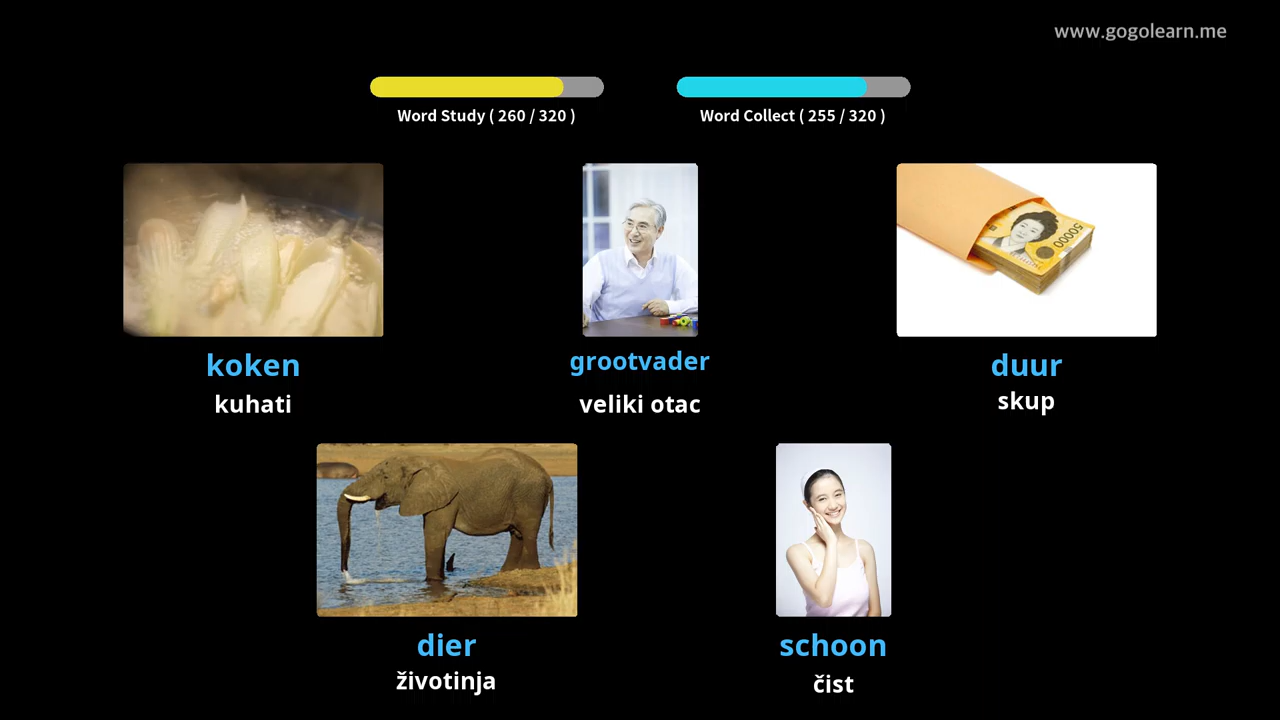 www.gogolearn.me
Word Study ( 260 / 320 )
Word Collect ( 255 / 320 )
50000
koken
kuhati
grootvader
veliki otac
duur
skup
dier
životinja
schoon
čist